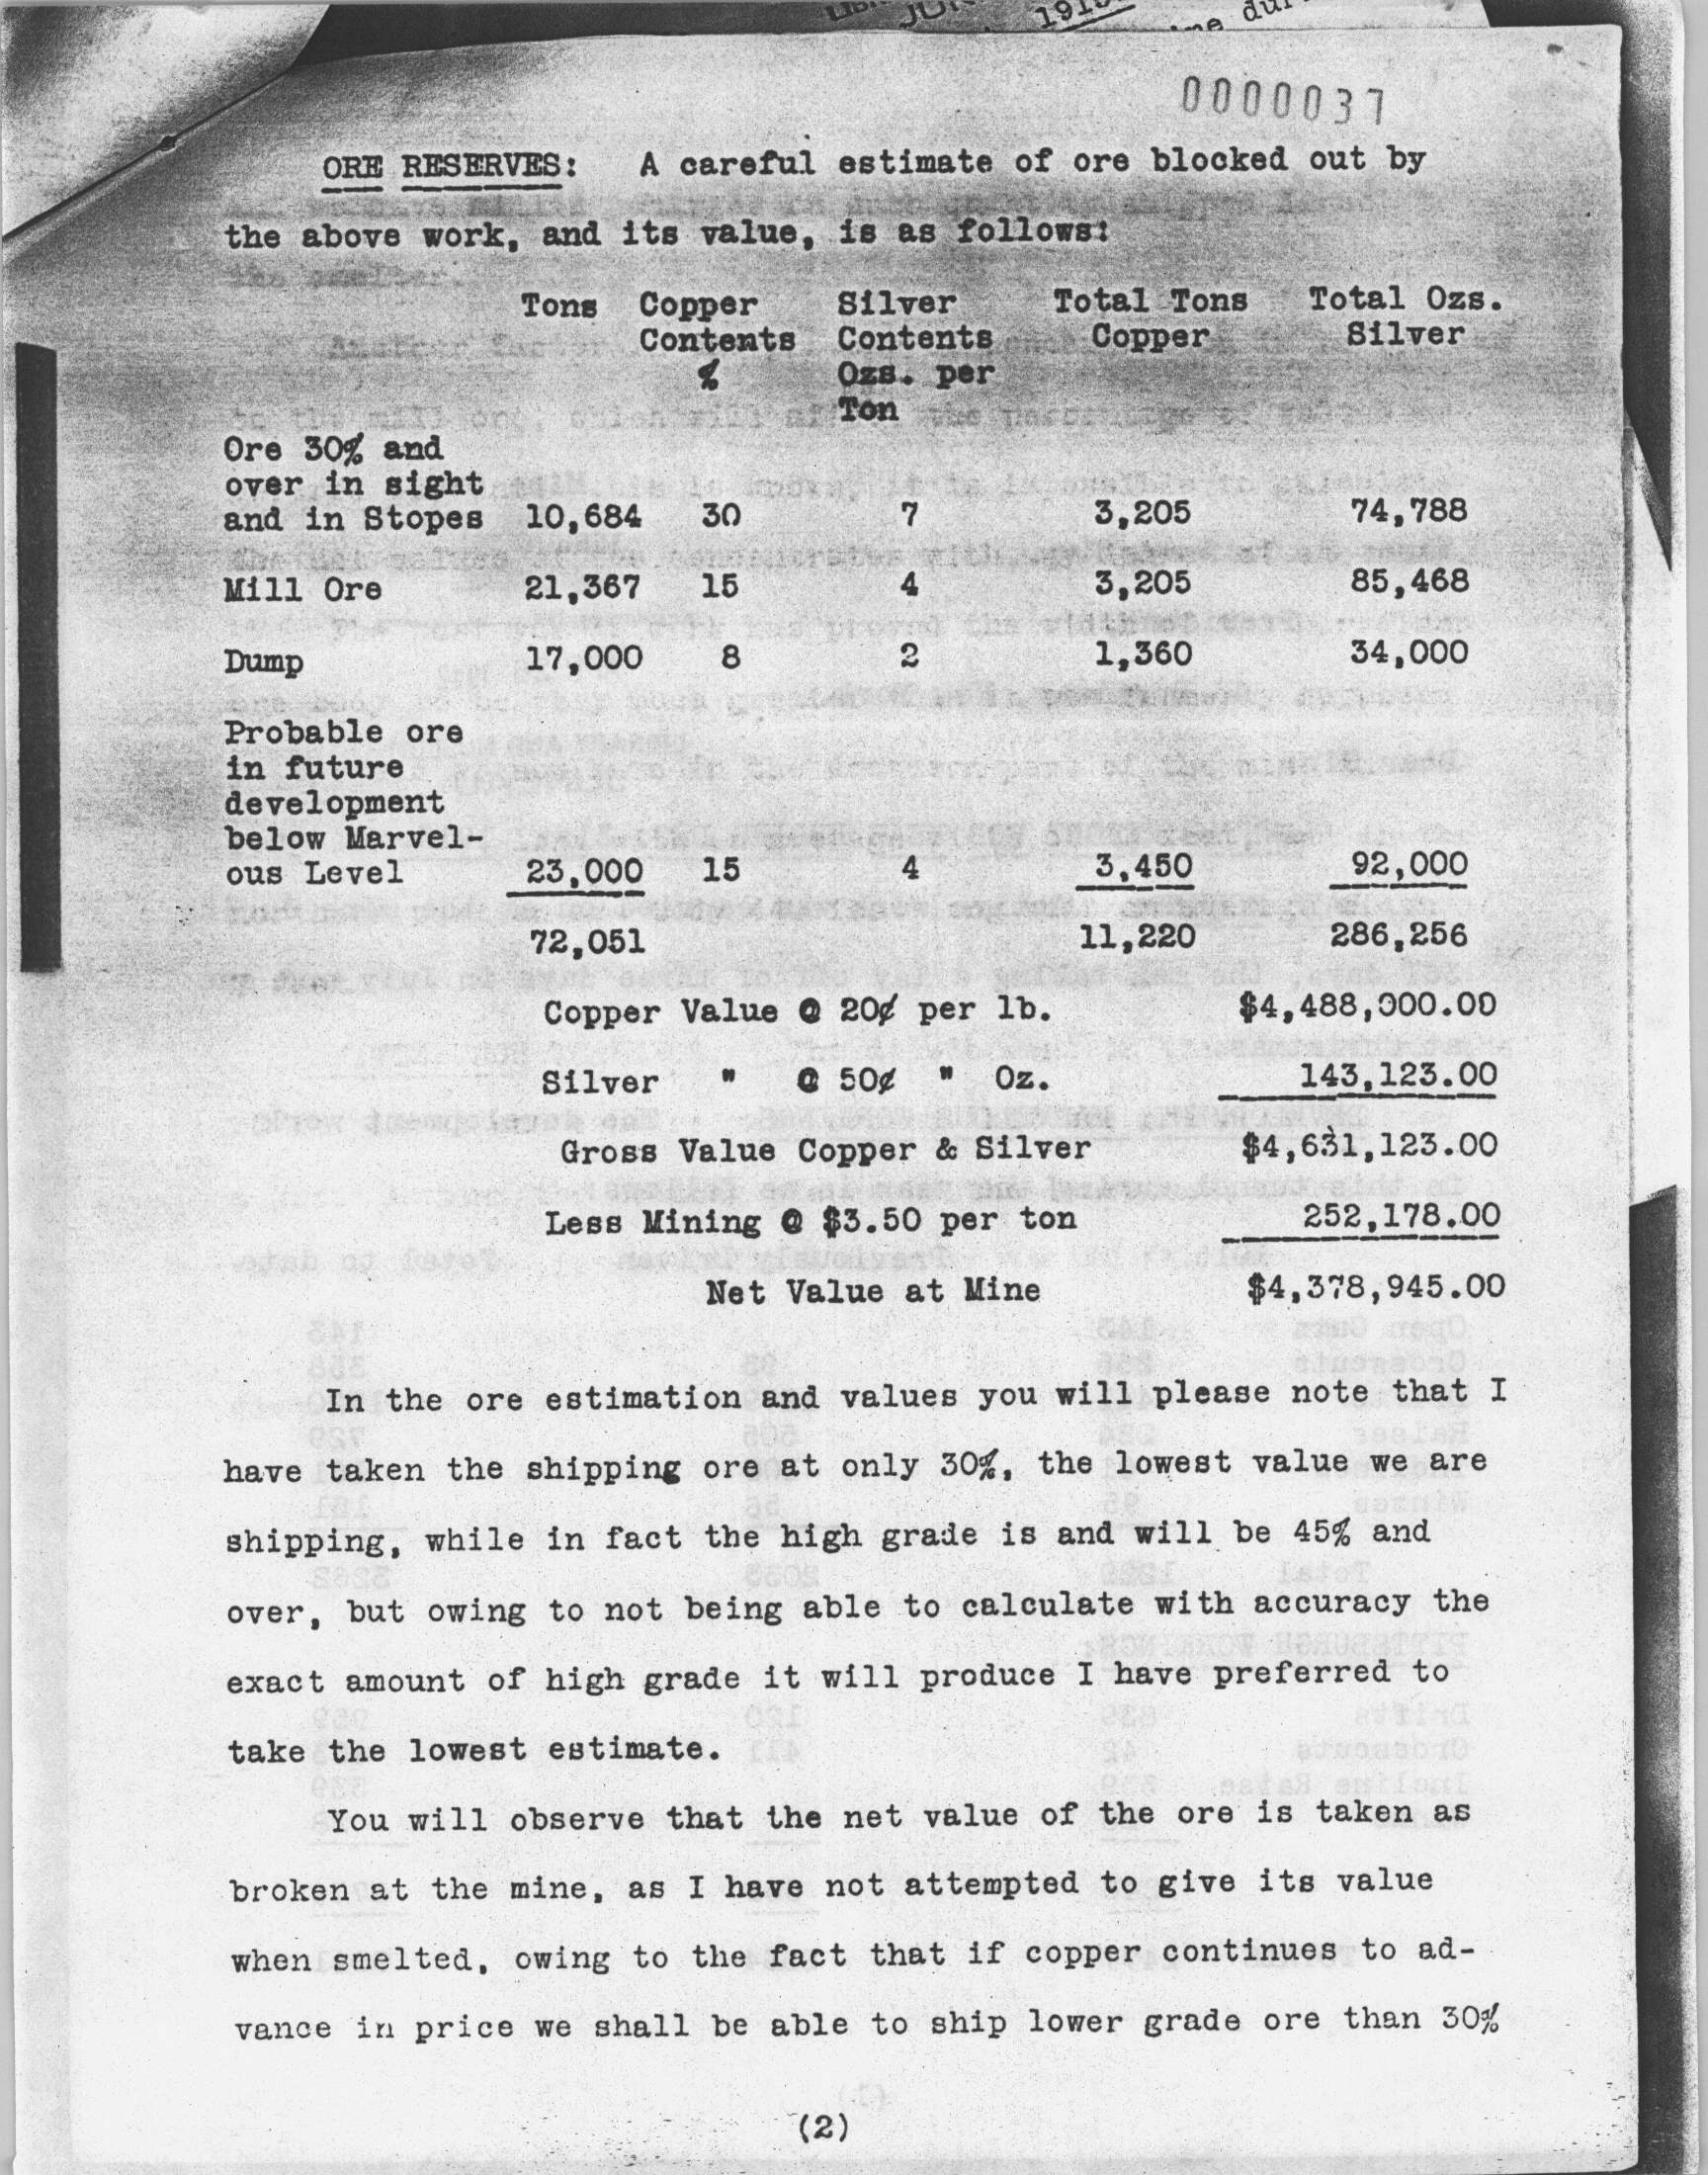 1918
0000037
ORE RESERVES: A careful estimate of ore blocked out by
the above work, and its value, is as follows:
Tons Copper Silver Total Tons Total Ozs.
Contents Contents Copper Silver
% Ozs. per
Ton
Ore 30% and
over in sight
and in Stopes 10,684 30 7 3,205 74,788
Mill Ore 21,367 15 4 3,205 85,468
Dump 17,000 8 2 1,360 34,000
Probable ore
in future
development
below Marvel-
ous Level 23,000 15 4 3,450 92,000
72,051 11,220 286,256
Copper Value @ 20¢ per lb. $4,488,000.00
Silver " @ 50¢ " Oz. 143,123.00
Gross Value Copper & Silver $4,631,123.00
Less Mining @ $3.50 per ton 252,178.00
Net Value at Mine $4,378,945.00
In the ore estimation and values you will please note that I
have taken the shipping ore at only 30%, the lowest value we are
shipping, while in fact the high grade is and will be 45% and
over, but owing to not being able to calculate with accuracy the
exact amount of high grade it will produce I have preferred to
take the lowest estimate.
You will observe that the net value of the ore is taken as
broken at the mine, as I have not attempted to give its value
when smelted, owing to the fact that if copper continues to ad-
vance in price we shall be able to ship lower grade ore than 30%
(2)